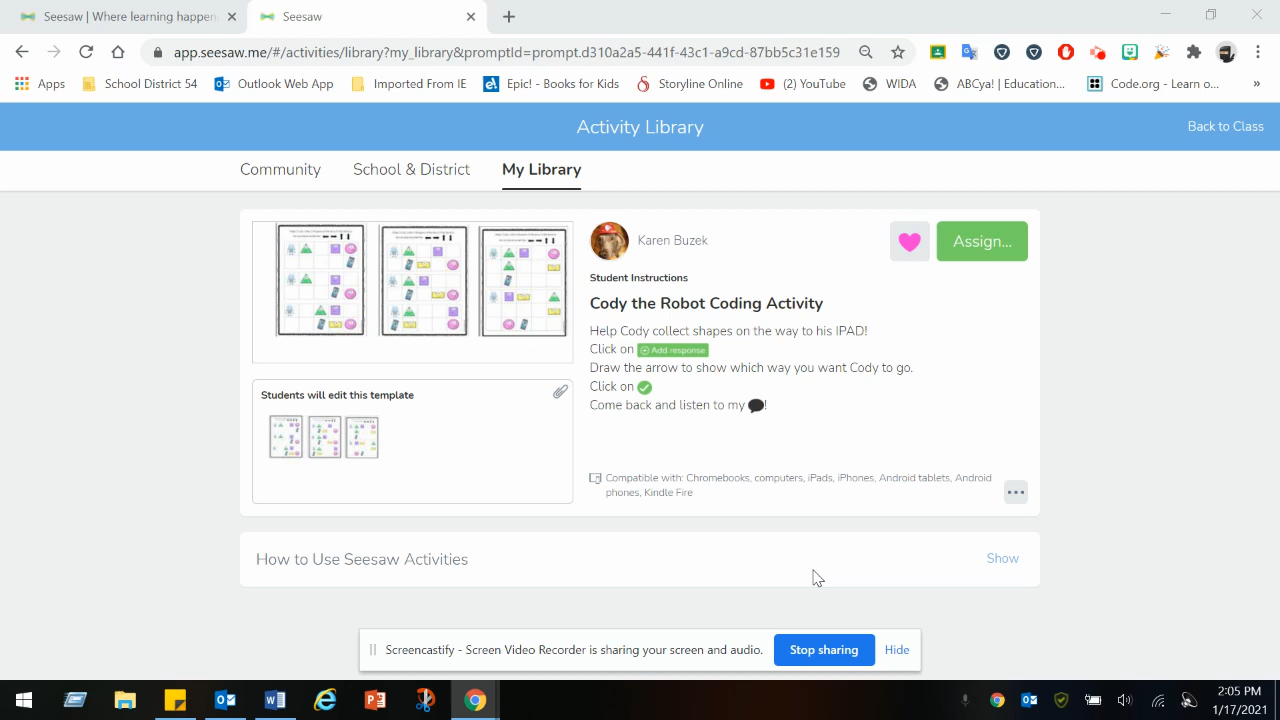 Seesaw | Where learning happen
Seesaw
app.seesaw.me/#/activities/library?my_library&promptId=prompt.d310a2a5-441f-43c1-a9cd-87bb5c31e159
Apps
School District 54
Outlook Web App
Imported From IE
Epic! - Books for Kids
Storyline Online
(2) YouTube
WIDA
ABCya! | Education...
Code.org - Learn o...
»
Activity Library
Back to Class
Community
School & District
My Library
Karen Buzek
Assign...
Student Instructions
Cody the Robot Coding Activity
Help Cody collect shapes on the way to his IPAD!
Click on Add response
Draw the arrow to show which way you want Cody to go.
Click on
Come back and listen to my !
Students will edit this template
Compatible with: Chromebooks, computers, iPads, iPhones, Android tablets, Android
phones, Kindle Fire
How to Use Seesaw Activities
Show
Screencastify - Screen Video Recorder is sharing your screen and audio.
Stop sharing
Hide
2:05 PM
1/17/2021